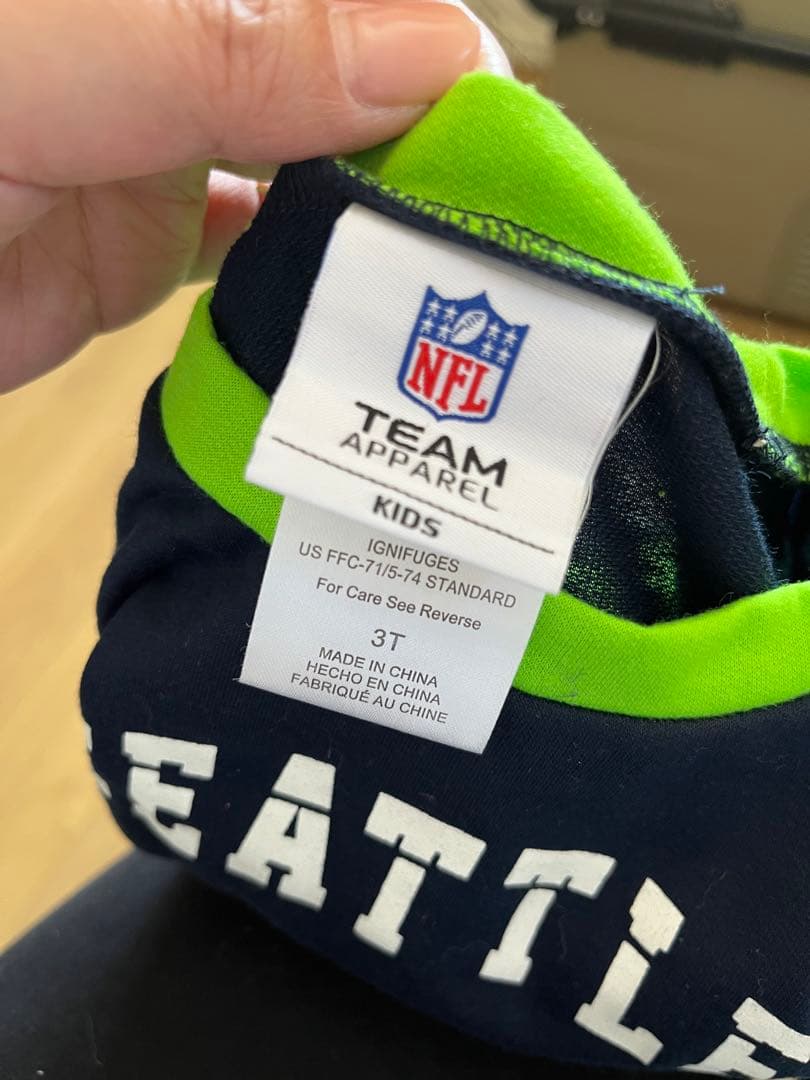 NFL
TEAM
APPAREL
KIDS
IGNIFUGES
US FFC-71/5-74 STANDARD
For Care See Reverse
3T
MADE IN CHINA
HECHO EN CHINA
FABRIQUÉ AU CHINE
EATTLE